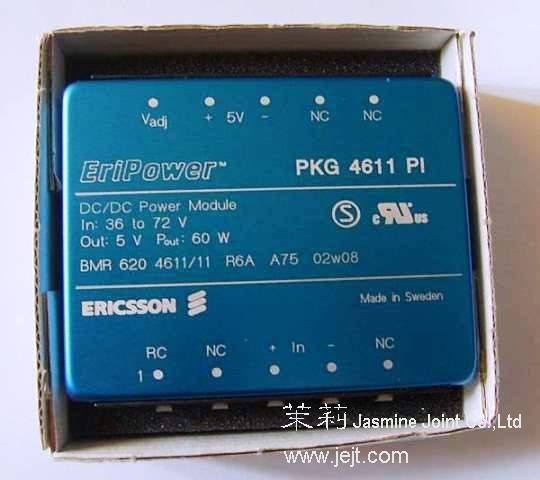 Vadj + 5V - NC NC
EriPower™ PKG 4611 PI
DC/DC Power Module
In: 36 to 72 V
Out: 5 V Pout: 60 W
S c RU US
BMR 620 4611/11 R6A A75 02w08
ERICSSON Made in Sweden
RC NC + In - NC
1
茉莉 Jasmine Joint Co.,Ltd
www.jejt.com